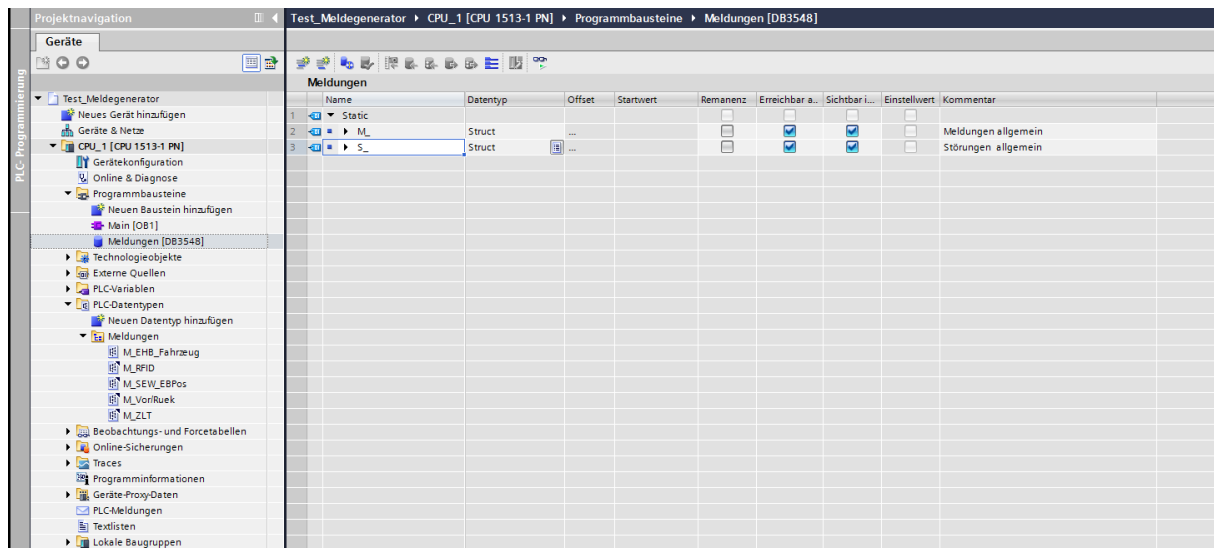 Projektnavigation
Test_Meldegenerator ▸ CPU_1 [CPU 1513-1 PN] ▸ Programmbausteine ▸ Meldungen [DB3548]
Geräte
PLC-Programmierung
Test_Meldegenerator
Neues Gerät hinzufügen
Geräte & Netze
CPU_1 [CPU 1513-1 PN]
Gerätekonfiguration
Online & Diagnose
Programmbausteine
Neuen Baustein hinzufügen
Main [OB1]
Meldungen [DB3548]
Technologieobjekte
Externe Quellen
PLC-Variablen
PLC-Datentypen
Neuen Datentyp hinzufügen
Meldungen
M_EHB_Fahrzeug
M_RFID
M_SEW_EBPos
M_Vor/Ruek
M_ZLT
Beobachtungs- und Forcetabellen
Online-Sicherungen
Traces
Programminformationen
Geräte-Proxy-Daten
PLC-Meldungen
Textlisten
Lokale Baugruppen
Meldungen
Name Datentyp Offset Startwert Remanenz Erreichbar a.. Sichtbar i... Einstellwert Kommentar
1 Static
2 M_ Struct ... Meldungen allgemein
3 S_ Struct ... Störungen allgemein